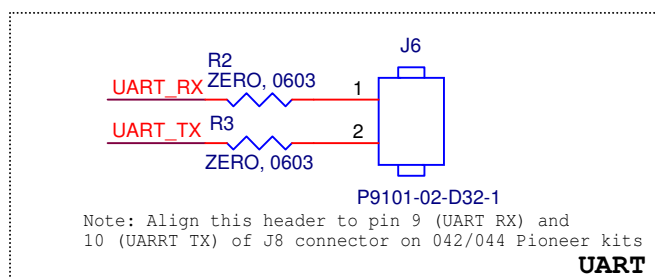 J6
R2
ZERO, 0603
UART_RX
1
UART_TX
R3
2
ZERO, 0603
P9101-02-D32-1
Note: Align this header to pin 9 (UART RX) and
10 (UARRT TX) of J8 connector on 042/044 Pioneer kits
UART